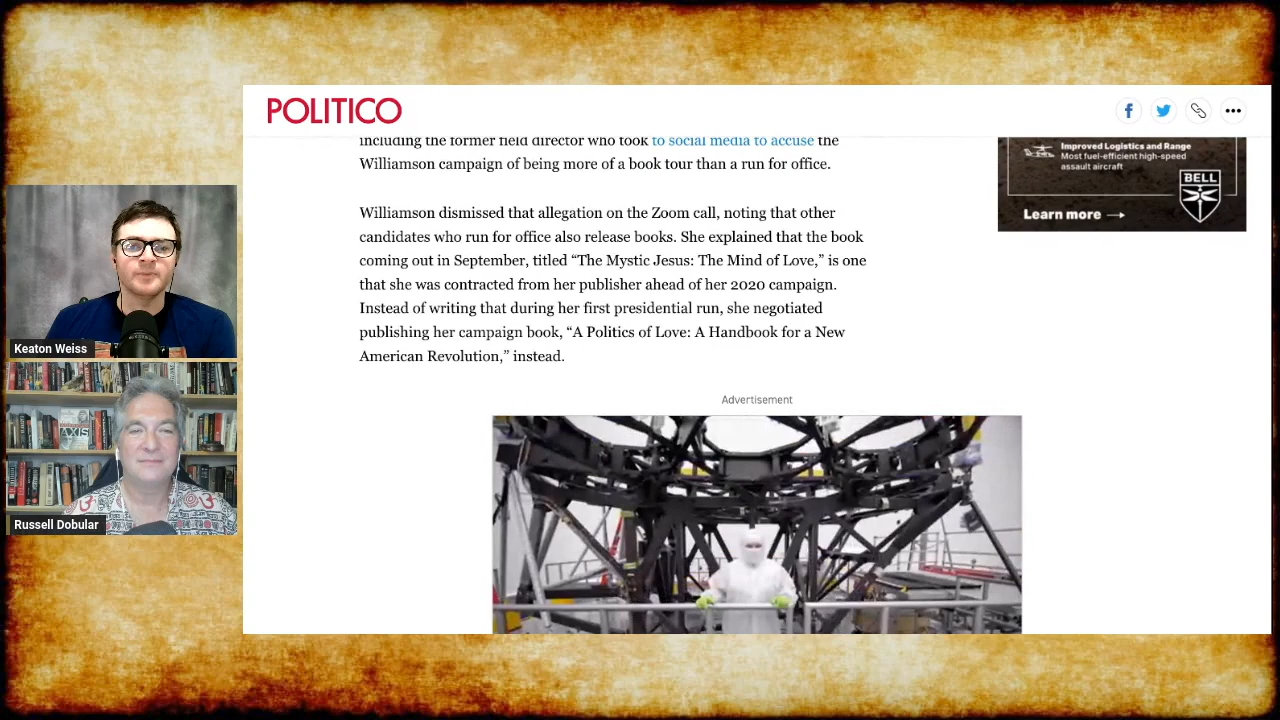 POLITICO
including the former field director who took to social media to accuse the
Williamson campaign of being more of a book tour than a run for office.
Williamson dismissed that allegation on the Zoom call, noting that other
candidates who run for office also release books. She explained that the book
coming out in September, titled “The Mystic Jesus: The Mind of Love,” is one
that she was contracted from her publisher ahead of her 2020 campaign.
Instead of writing that during her first presidential run, she negotiated
publishing her campaign book, “A Politics of Love: A Handbook for a New
American Revolution,” instead.
Advertisement
Improved Logistics and Range
Most fuel-efficient high-speed
assault aircraft
BELL
Learn more →
Keaton Weiss
AXIS
Russell Dobular